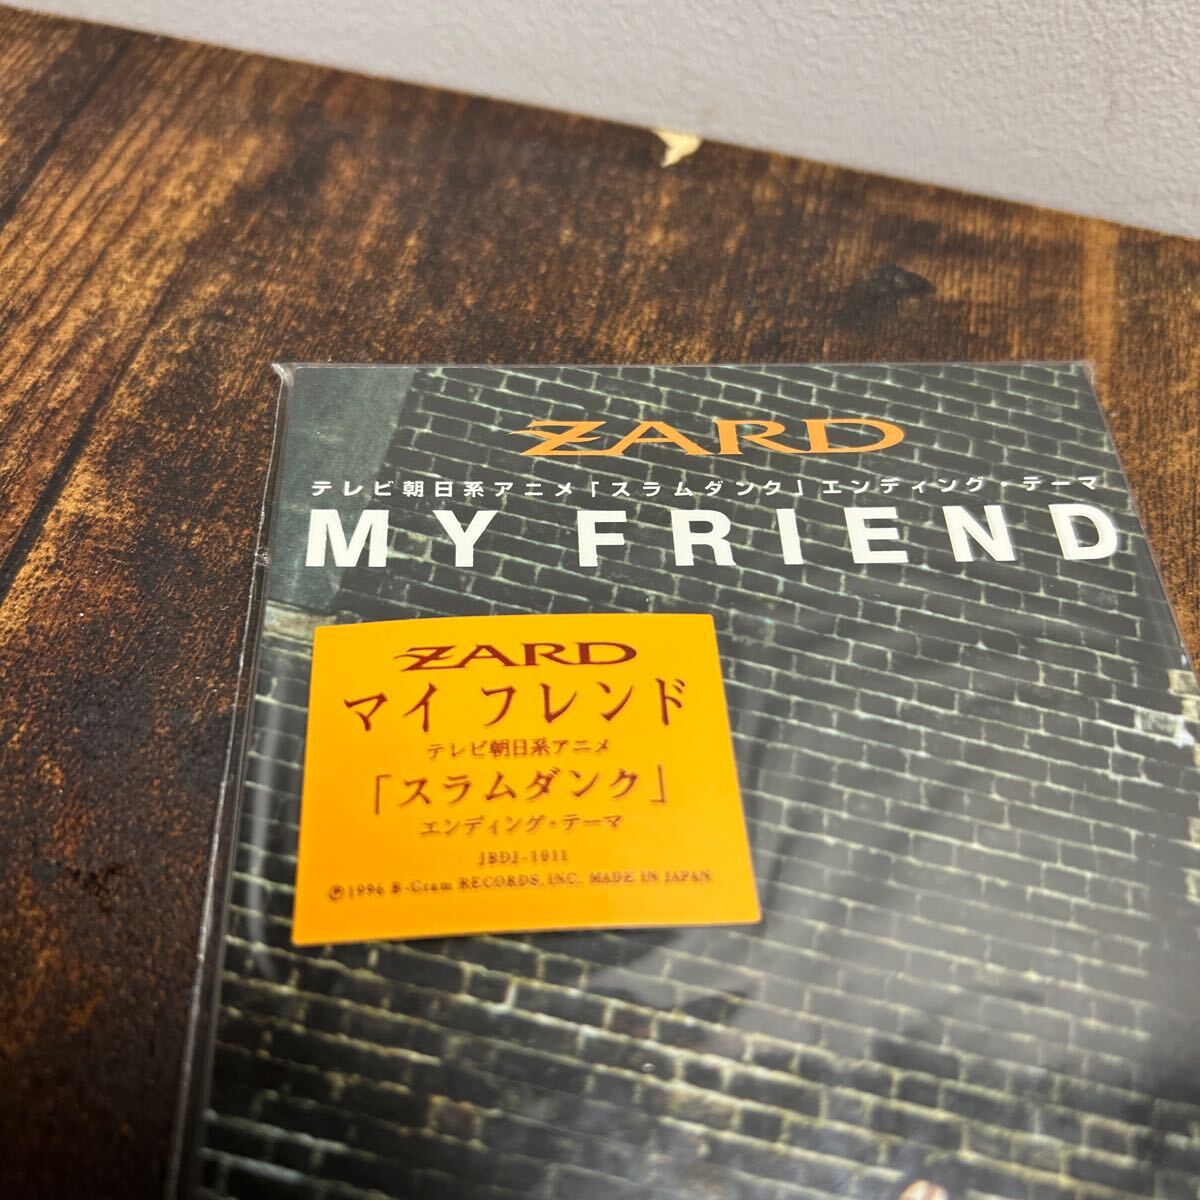 ZARD
テレビ朝日系アニメ「スラムダンク」エンディング・テーマ
MY FRIEND
ZARD
マイ フレンド
テレビ朝日系アニメ
「スラムダンク」
エンディング・テーマ
JBDJ-1011
©1996 B-Gram RECORDS, INC. MADE IN JAPAN